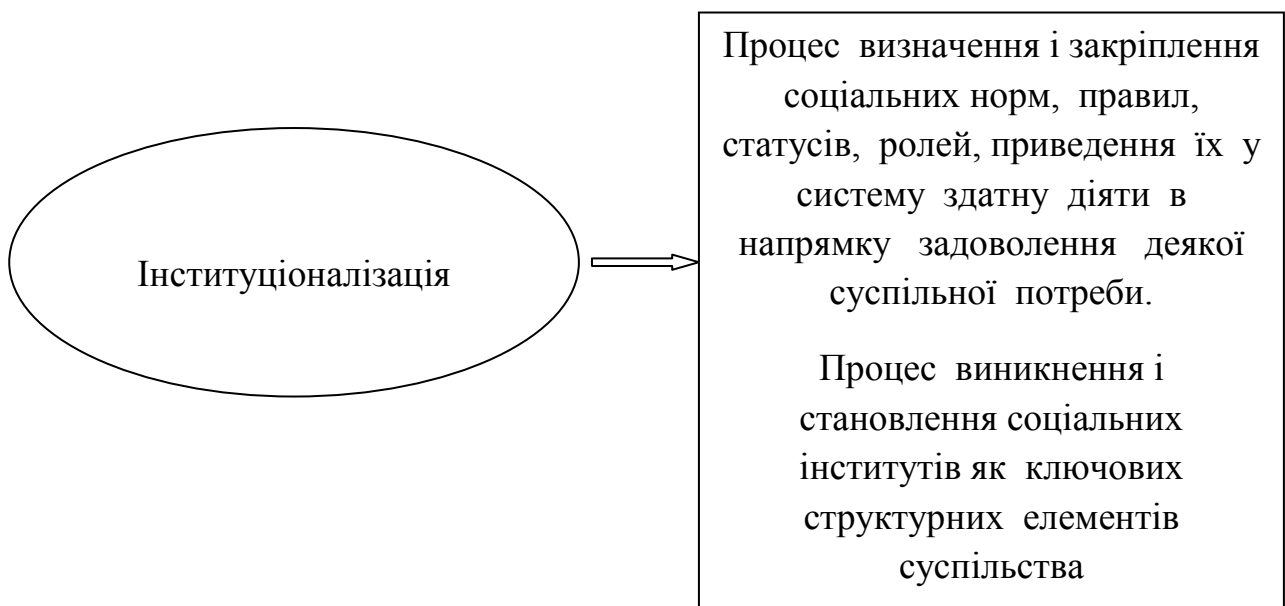 Інституціоналізація
Процес визначення і закріплення
соціальних норм, правил,
статусів, ролей, приведення їх у
систему здатну діяти в
напрямку задоволення деякої
суспільної потреби.
Процес виникнення і
становлення соціальних
інститутів як ключових
структурних елементів
суспільства